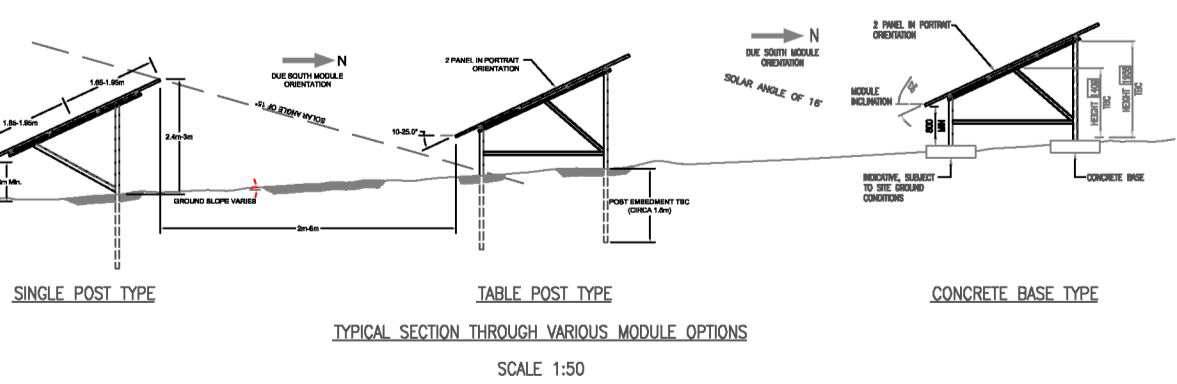 N
DUE SOUTH MODULE
ORIENTATION
1.65-1.95m
1.65-1.95m
2.4m-3m
Min.
GROUND SLOPE VARIES
2m-6m
SOLAR ANGLE OF 15°
2 PANEL IN PORTRAIT
ORIENTATION
10-25.0°
POST EMBEDMENT TBC
(CIRCA 1.6m)
N
DUE SOUTH MODULE
ORIENTATION
SOLAR ANGLE OF 16°
2 PANEL IN PORTRAIT
ORIENTATION
MODULE
INCLINATION
800
MIN
HEIGHT
TBC
HEIGHT
TBC
INDICATIVE, SUBJECT
TO SITE GROUND
CONDITIONS
CONCRETE BASE
SINGLE POST TYPE
TABLE POST TYPE
CONCRETE BASE TYPE
TYPICAL SECTION THROUGH VARIOUS MODULE OPTIONS
SCALE 1:50